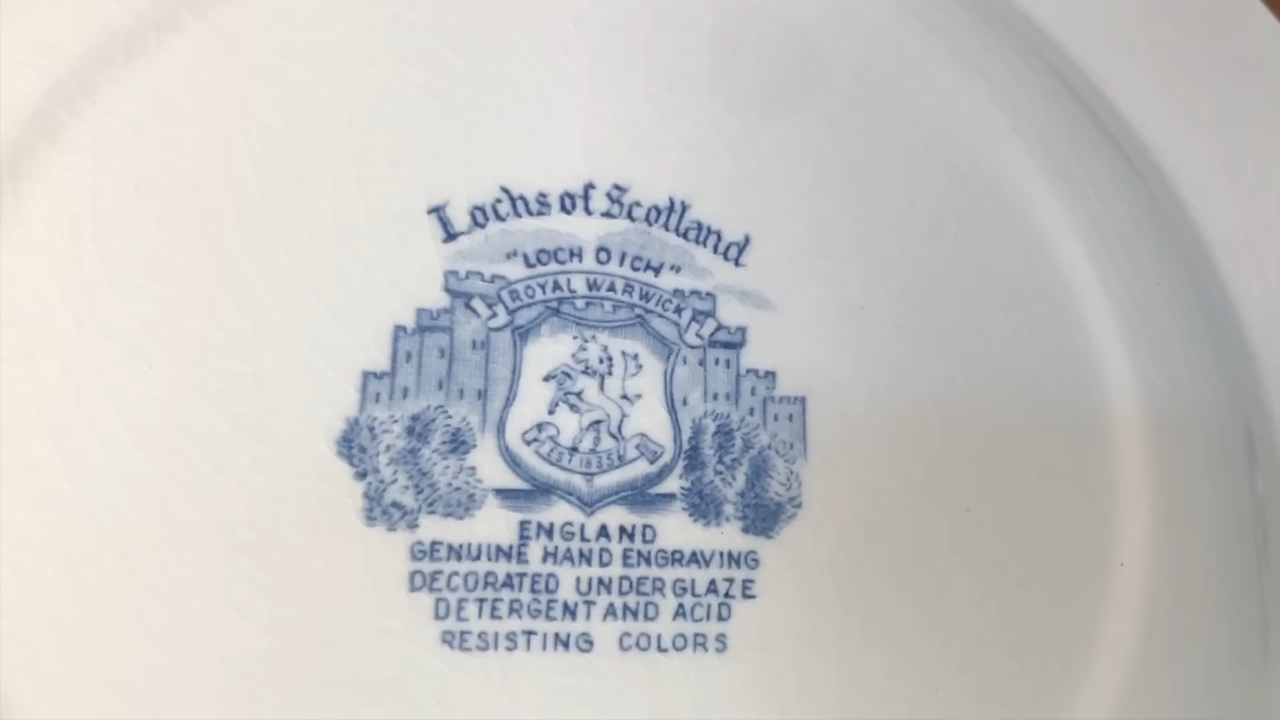 Lochs of Scotland
"LOCH OICH"
ROYAL WARWICK
EST 1835
ENGLAND
GENUINE HAND ENGRAVING
DECORATED UNDERGLAZE
DETERGENT AND ACID
RESISTING COLORS